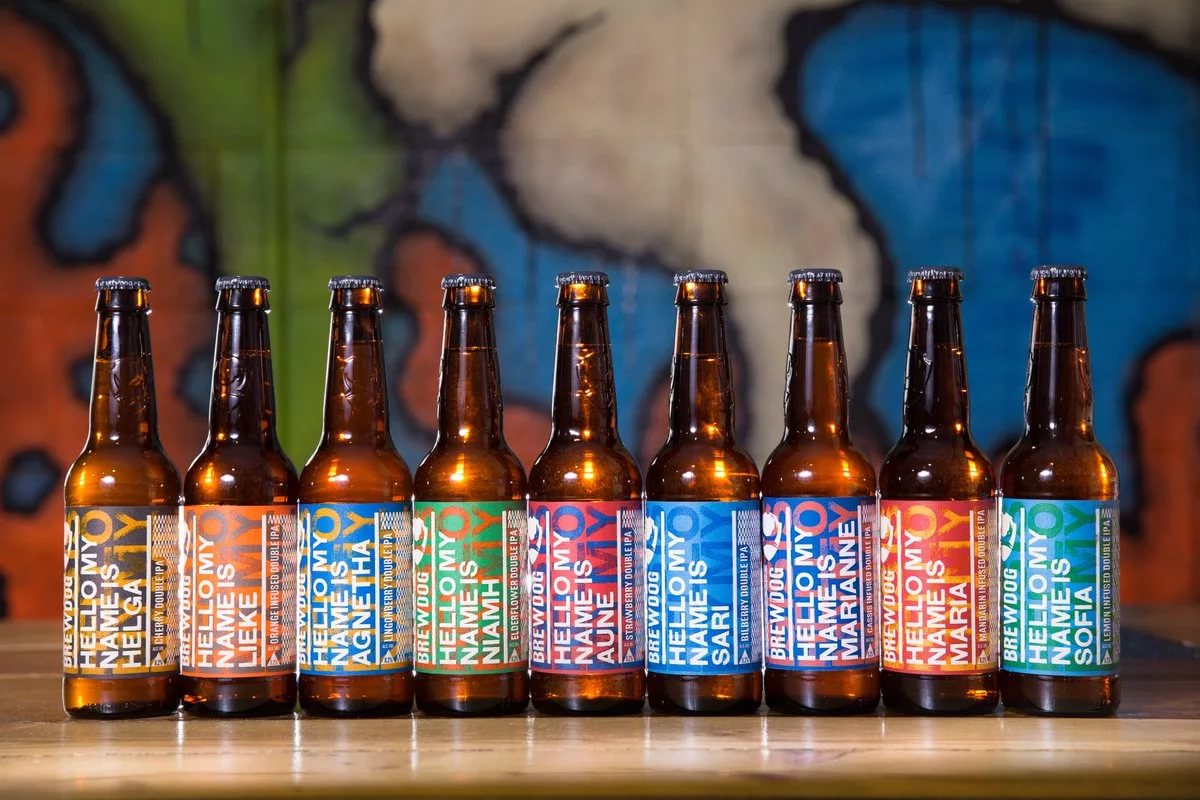 BREWDOG
HELLO MY
NAME IS
HELGA
CHERRY DOUBLE IPA
BREWDOG
HELLO MY
NAME IS
LIEKE
ORANGE INFUSED DOUBLE IPA
BREWDOG
HELLO MY
NAME IS
AGNETHA
LINGONBERRY DOUBLE IPA
BREWDOG
HELLO MY
NAME IS
NIAMH
ELDERFLOWER DOUBLE IPA
BREWDOG
HELLO MY
NAME IS
AUNE
STRAWBERRY DOUBLE IPA
BREWDOG
HELLO MY
NAME IS
SARI
BILBERRY DOUBLE IPA
BREWDOG
HELLO MY
NAME IS
MARIANNE
CASSIS INFUSED DOUBLE IPA
BREWDOG
HELLO MY
NAME IS
MARIA
MANDARIN INFUSED DOUBLE IPA
BREWDOG
HELLO MY
NAME IS
SOFIA
LEMON INFUSED DOUBLE IPA